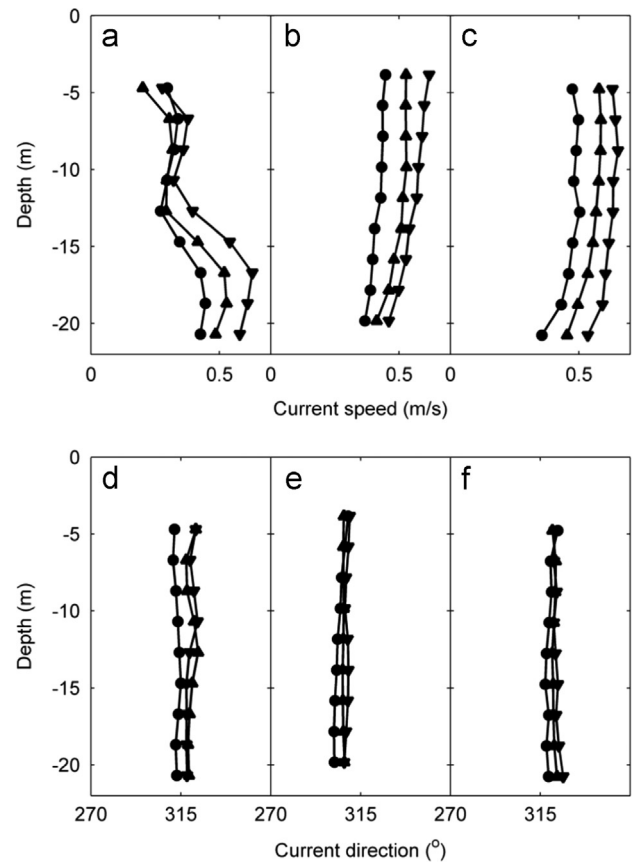 a b c
0
-5
-10
-15
-20
Depth (m)
0 0.5 0 0.5 0 0.5
Current speed (m/s)
d e f
0
-5
-10
-15
-20
Depth (m)
270 315 270 315 270 315
Current direction (o)